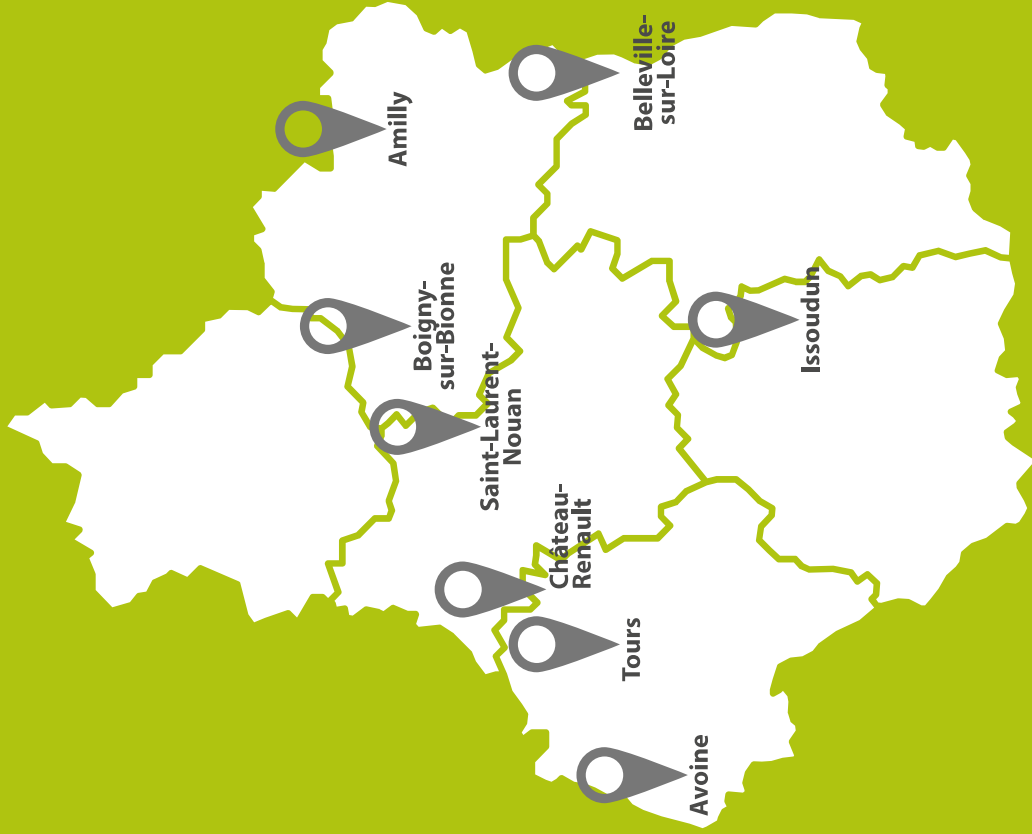 Amilly
Boigny-
sur-Bionne
Saint-Laurent-
Nouan
Château-
Renault
Tours
Avoine
Belleville-
sur-Loire
Issoudun